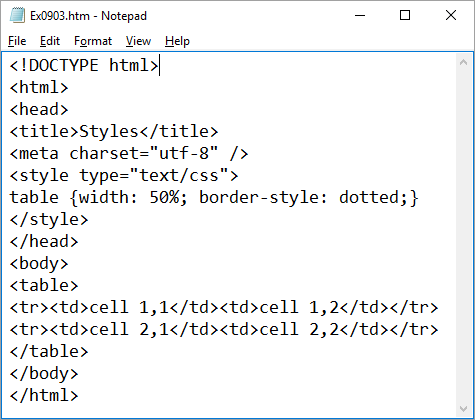 Ex0903.htm - Notepad
File Edit Format View Help
<!DOCTYPE html>
<html>
<head>
<title>Styles</title>
<meta charset="utf-8" />
<style type="text/css">
table {width: 50%; border-style: dotted;}
</style>
</head>
<body>
<table>
<tr><td>cell 1,1</td><td>cell 1,2</td></tr>
<tr><td>cell 2,1</td><td>cell 2,2</td></tr>
</table>
</body>
</html>